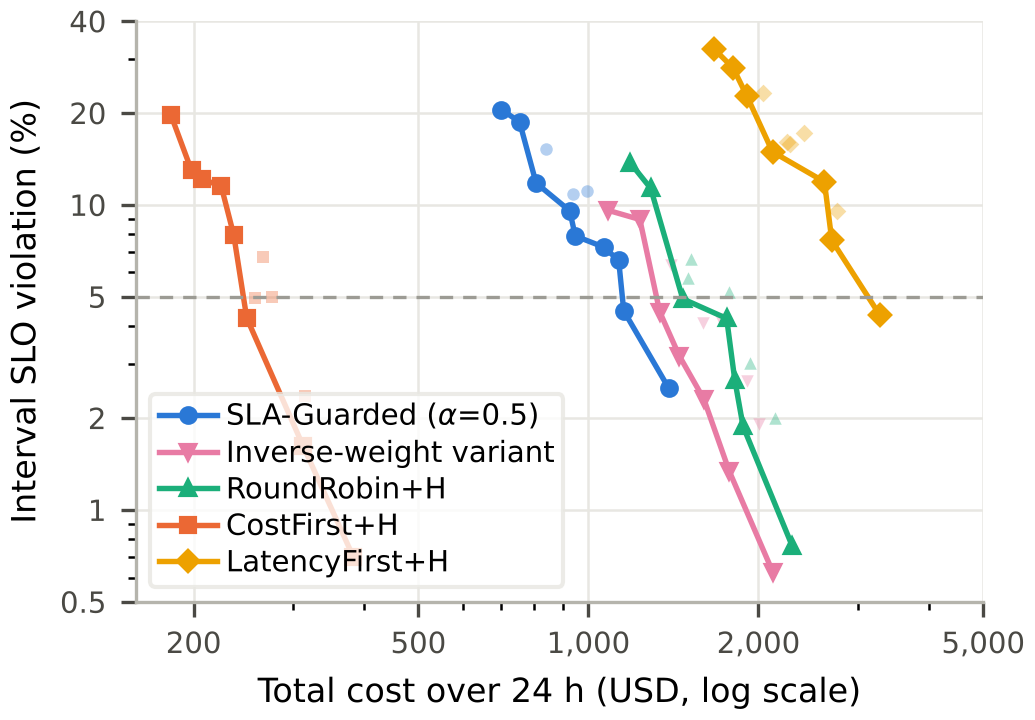 Interval SLO violation (%)
40
20
10
5
2
1
0.5
SLA-Guarded (α=0.5)
Inverse-weight variant
RoundRobin+H
CostFirst+H
LatencyFirst+H
200
500
1,000
2,000
5,000
Total cost over 24 h (USD, log scale)